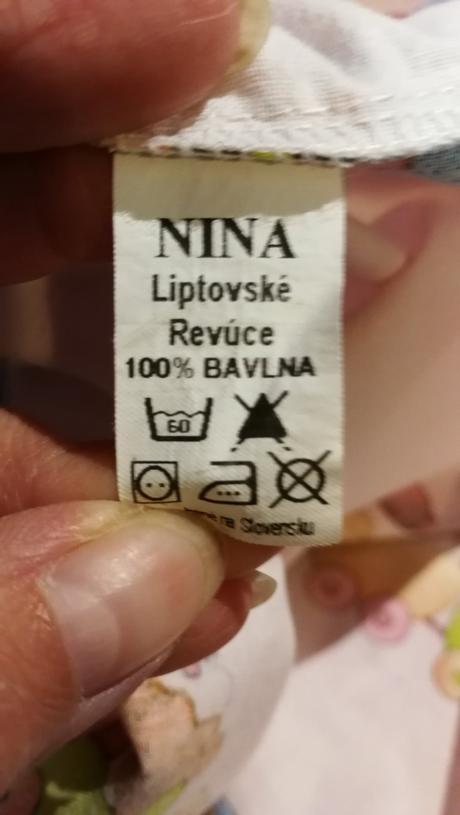 NINA
Liptovské
Revúce
100% BAVLNA
60
na Slovensku